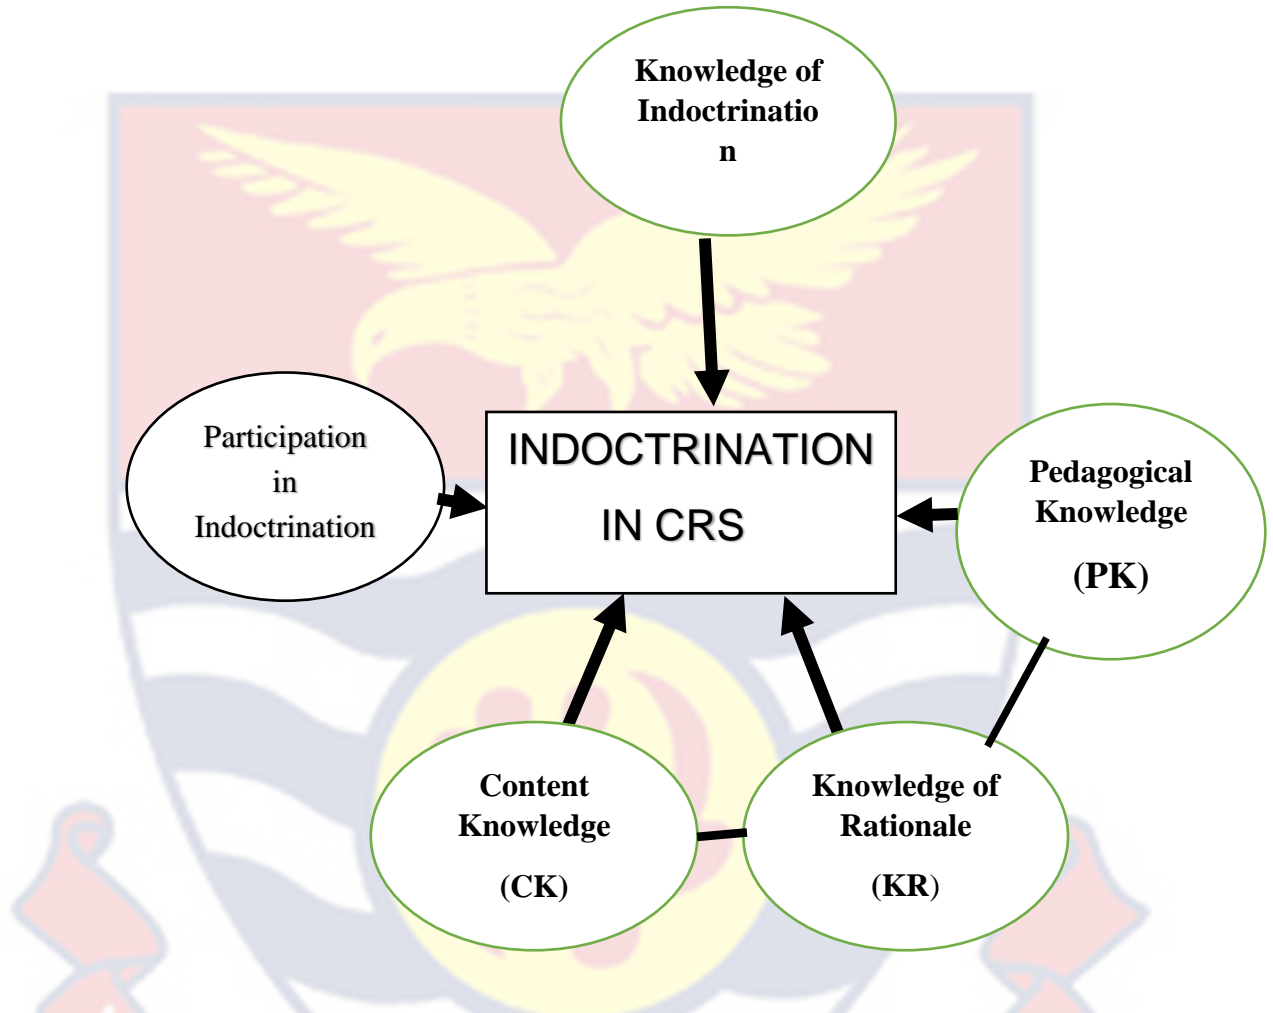 Knowledge of
Indoctrinatio
n
Participation
in
Indoctrination
INDOCTRINATION
IN CRS
Pedagogical
Knowledge
(PK)
Content
Knowledge
(CK)
Knowledge of
Rationale
(KR)